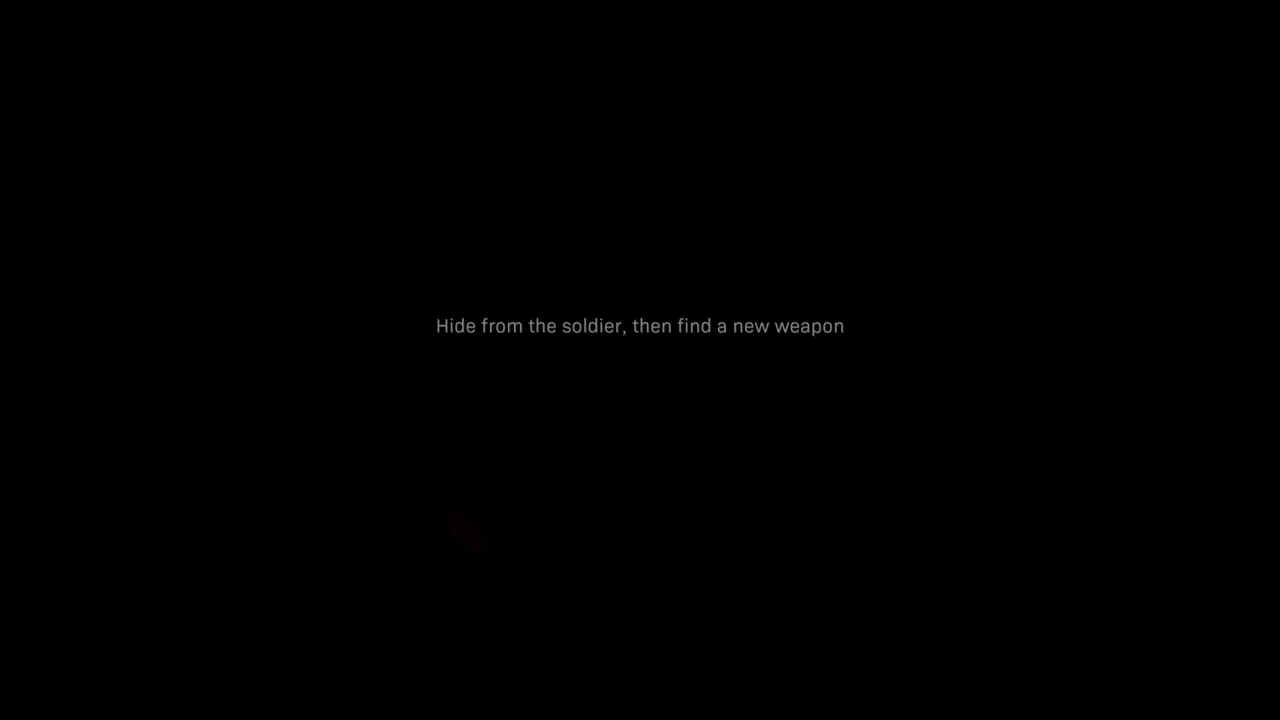 Hide from the soldier, then find a new weapon